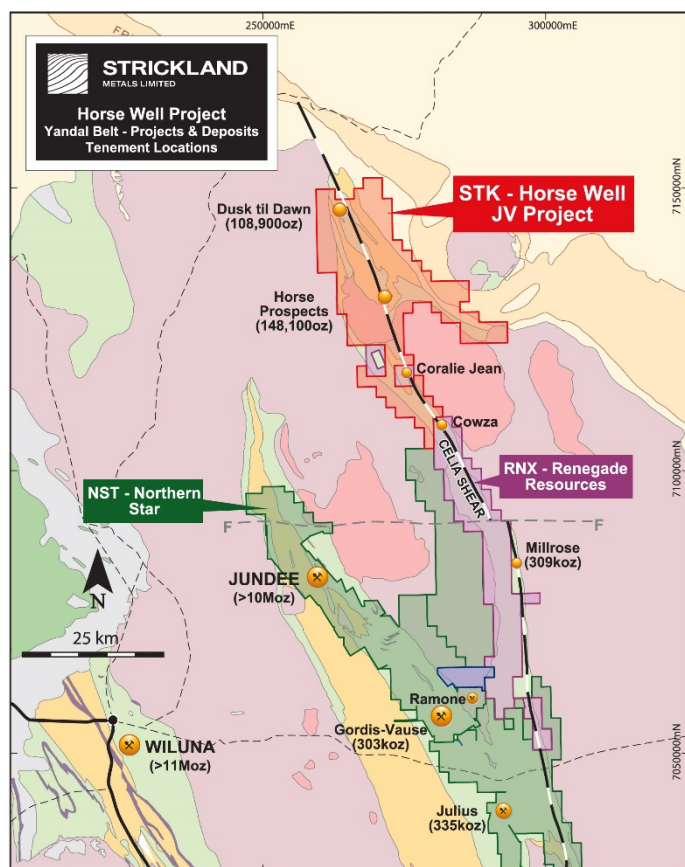 250000mE
300000mE
STRICKLAND
METALS LIMITED
Horse Well Project
Yandal Belt - Projects & Deposits
Tenement Locations
7150000mN
STK - Horse Well
JV Project
Dusk til Dawn
(108,900oz)
Horse
Prospects
(148,100oz)
Coralie Jean
Cowza
CELIA SHEAR
RNX - Renegade
Resources
7100000mN
NST - Northern
Star
F
F
Millrose
(309koz)
JUNDEE
(>10Moz)
N
25 km
Ramone
Gordis-Vause
(303koz)
WILUNA
(>11Moz)
7050000mN
Julius
(335koz)